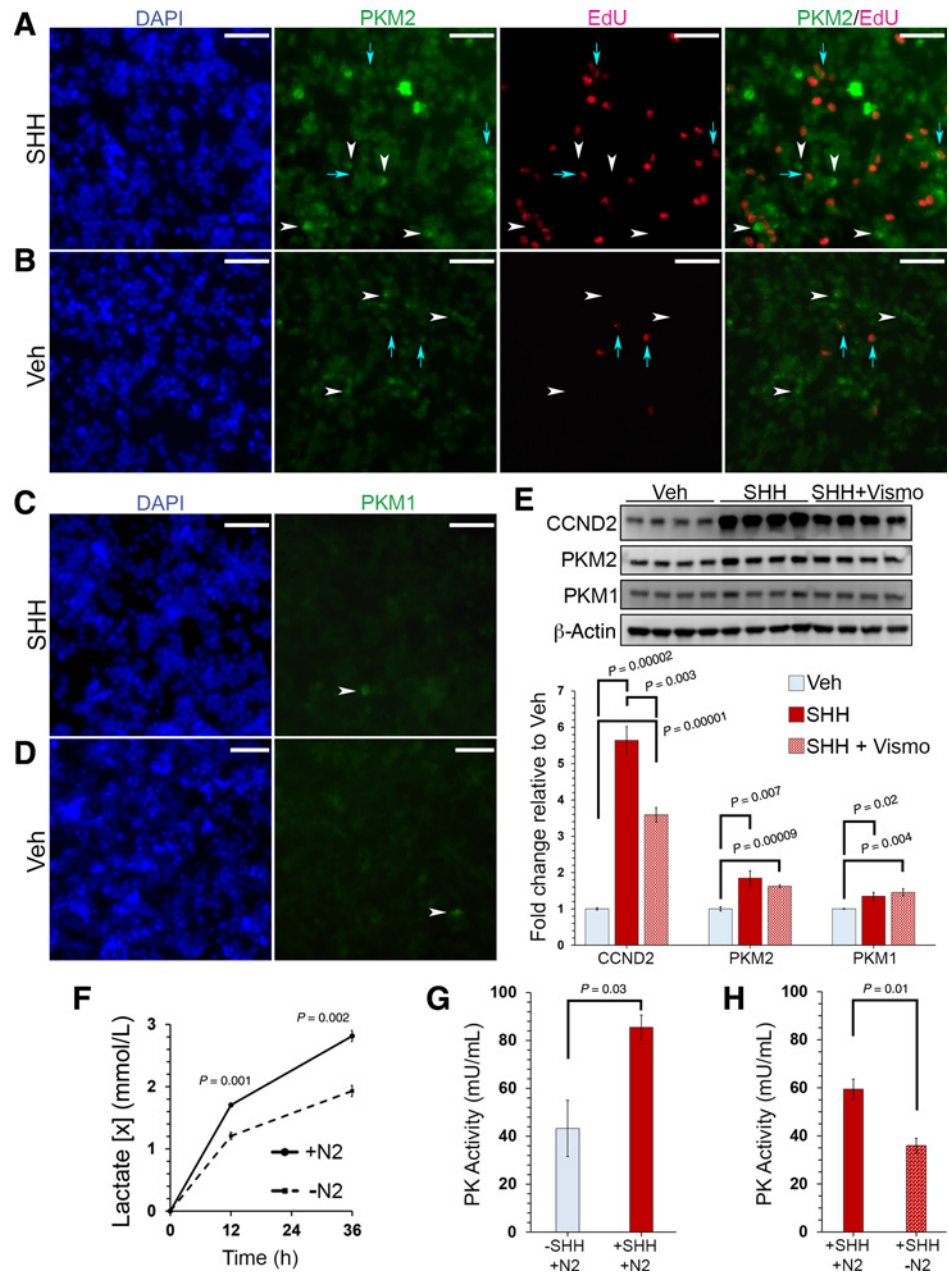 A
DAPI
PKM2
EdU
PKM2/EdU
SHH
B
Veh
C
DAPI
PKM1
SHH
D
Veh
E
Veh
SHH
SHH+Vismo
CCND2
PKM2
PKM1
β-Actin
P = 0.00002
P = 0.003
P = 0.00001
P = 0.007
P = 0.00009
P = 0.02
P = 0.004
Veh
SHH
SHH + Vismo
Fold change relative to Veh
7
6
5
4
3
2
1
0
CCND2
PKM2
PKM1
F
Lactate [x] (mmol/L)
3
2
1
0
P = 0.001
P = 0.002
+N2
-N2
0
12
24
36
Time (h)
G
PK Activity (mU/mL)
100
80
60
40
20
0
P = 0.03
-SHH
+N2
+SHH
+N2
H
PK Activity (mU/mL)
100
80
60
40
20
0
P = 0.01
+SHH
+N2
+SHH
-N2